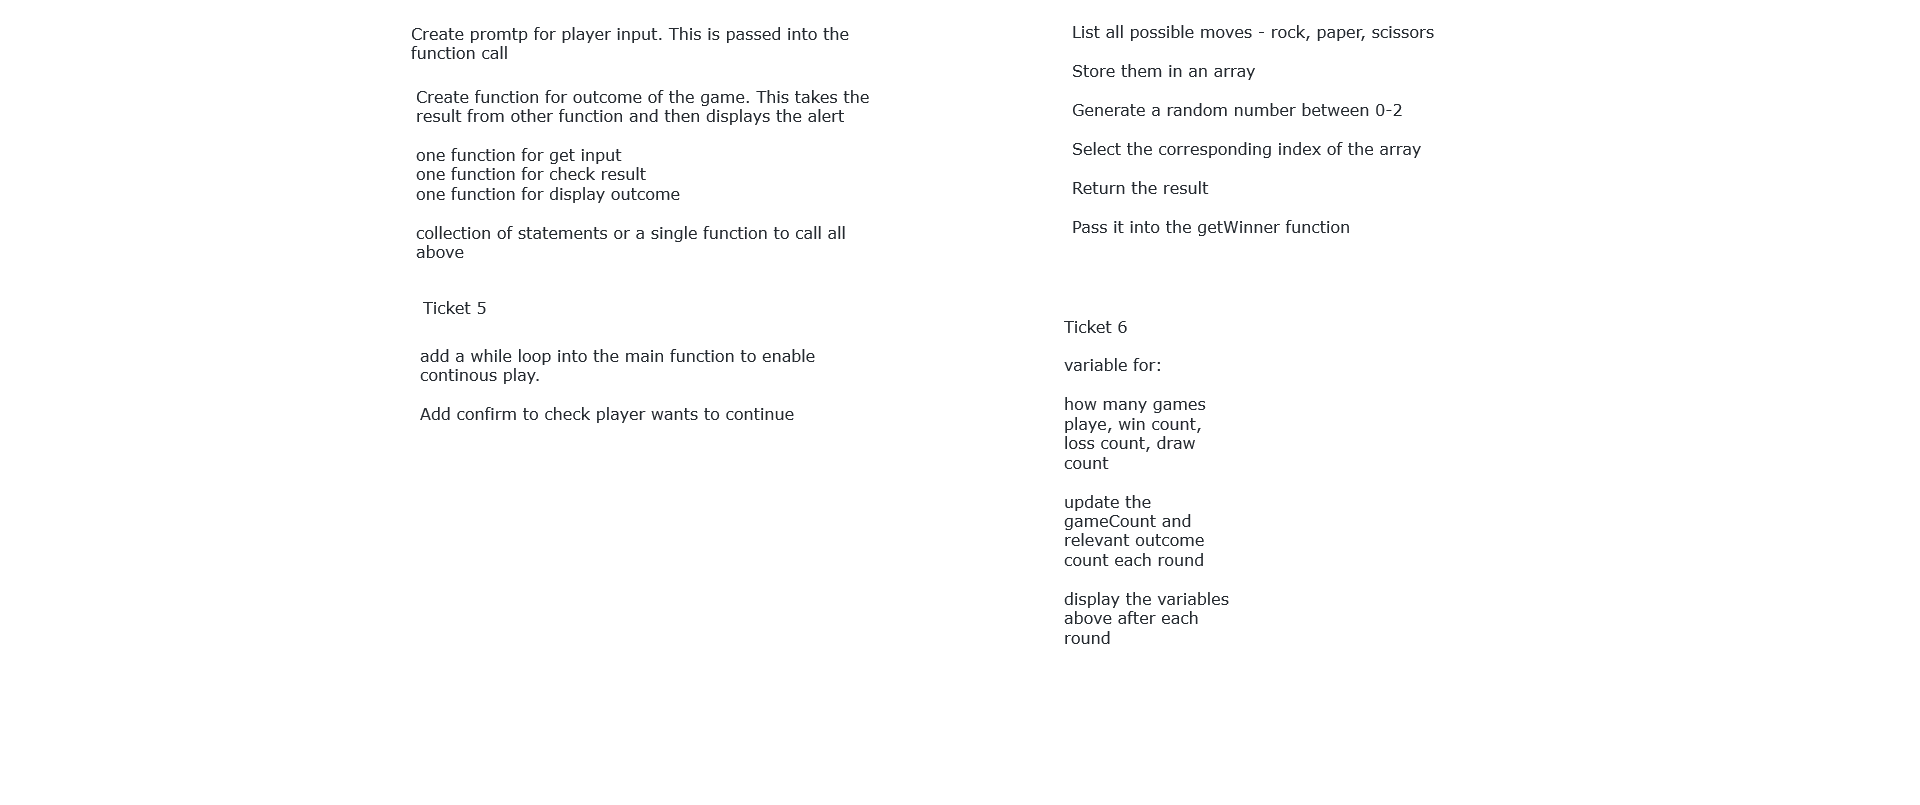 Create promtp for player input. This is passed into the
function call
Create function for outcome of the game. This takes the
result from other function and then displays the alert
one function for get input
one function for check result
one function for display outcome
collection of statements or a single function to call all
above
Ticket 5
add a while loop into the main function to enable
continous play.
Add confirm to check player wants to continue
List all possible moves - rock, paper, scissors
Store them in an array
Generate a random number between 0-2
Select the corresponding index of the array
Return the result
Pass it into the getWinner function
Ticket 6
variable for:
how many games
playe, win count,
loss count, draw
count
update the
gameCount and
relevant outcome
count each round
display the variables
above after each
round